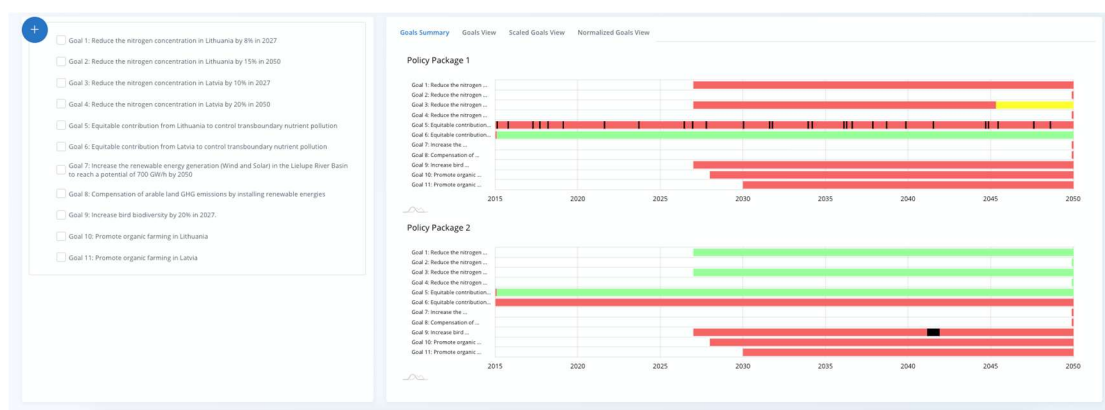 +
Goal 1: Reduce the nitrogen concentration in Lithuania by 8% in 2027
Goal 2: Reduce the nitrogen concentration in Lithuania by 15% in 2050
Goal 3: Reduce the nitrogen concentration in Latvia by 10% in 2027
Goal 4: Reduce the nitrogen concentration in Latvia by 20% in 2050
Goal 5: Equitable contribution from Lithuania to control transboundary nutrient pollution
Goal 6: Equitable contribution from Latvia to control transboundary nutrient pollution
Goal 7: Increase the renewable energy generation (Wind and Solar) in the Lielupe River Basin
to reach a potential of 700 GW/h by 2050
Goal 8: Compensation of arable land GHG emissions by installing renewable energies
Goal 9: Increase bird biodiversity by 20% in 2027.
Goal 10: Promote organic farming in Lithuania
Goal 11: Promote organic farming in Latvia
Goals Summary Goals View Scaled Goals View Normalized Goals View
Policy Package 1
Goal 1: Reduce the nitrogen ...
Goal 2: Reduce the nitrogen ...
Goal 3: Reduce the nitrogen ...
Goal 4: Reduce the nitrogen ...
Goal 5: Equitable contribution...
Goal 6: Equitable contribution...
Goal 7: Increase the ...
Goal 8: Compensation of ...
Goal 9: Increase bird ...
Goal 10: Promote organic ...
Goal 11: Promote organic ...
2015 2020 2025 2030 2035 2040 2045 2050
Policy Package 2
Goal 1: Reduce the nitrogen ...
Goal 2: Reduce the nitrogen ...
Goal 3: Reduce the nitrogen ...
Goal 4: Reduce the nitrogen ...
Goal 5: Equitable contribution...
Goal 6: Equitable contribution...
Goal 7: Increase the ...
Goal 8: Compensation of ...
Goal 9: Increase bird ...
Goal 10: Promote organic ...
Goal 11: Promote organic ...
2015 2020 2025 2030 2035 2040 2045 2050